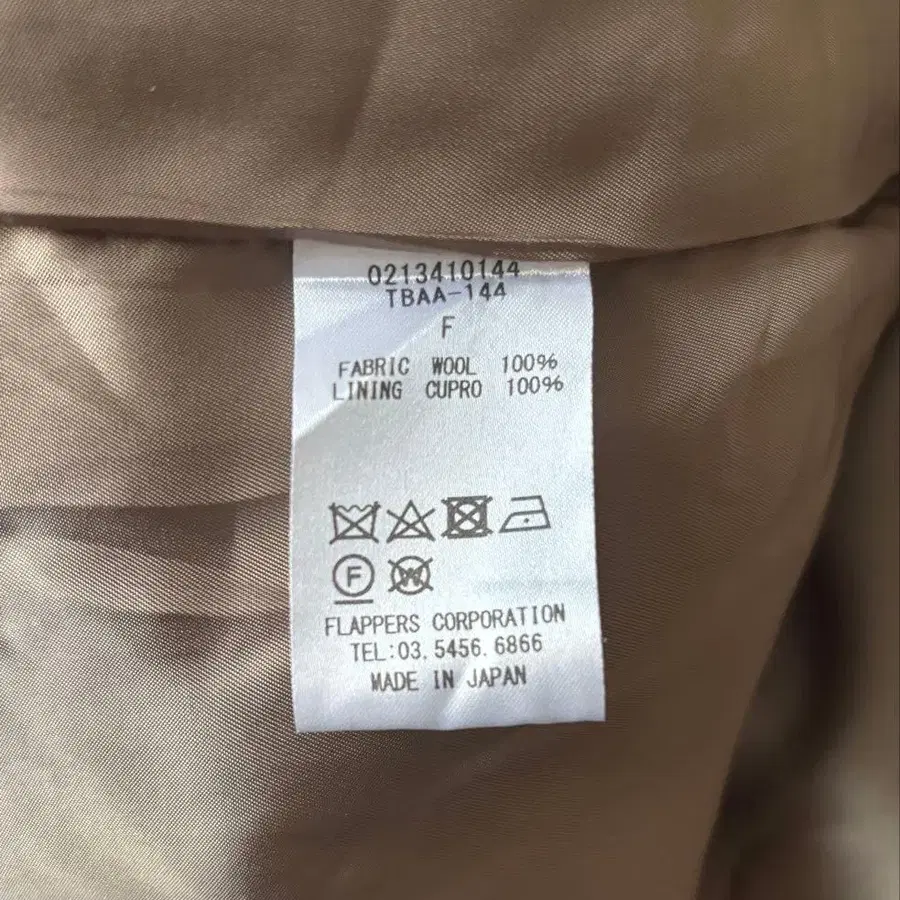 0213410144
TBAA-144
F
FABRIC WOOL 100%
LINING CUPRO 100%
F W
FLAPPERS CORPORATION
TEL:03.5456.6866
MADE IN JAPAN